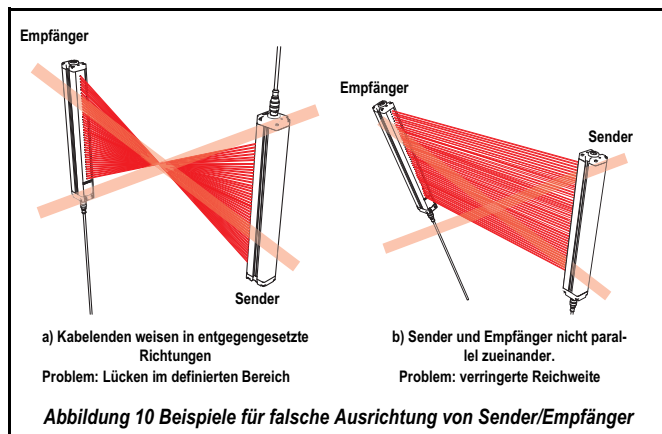 Empfänger
Sender
a) Kabelenden weisen in entgegengesetzte
Richtungen
Problem: Lücken im definierten Bereich
Empfänger
Sender
b) Sender und Empfänger nicht paral-
lel zueinander.
Problem: verringerte Reichweite
Abbildung 10 Beispiele für falsche Ausrichtung von Sender/Empfänger